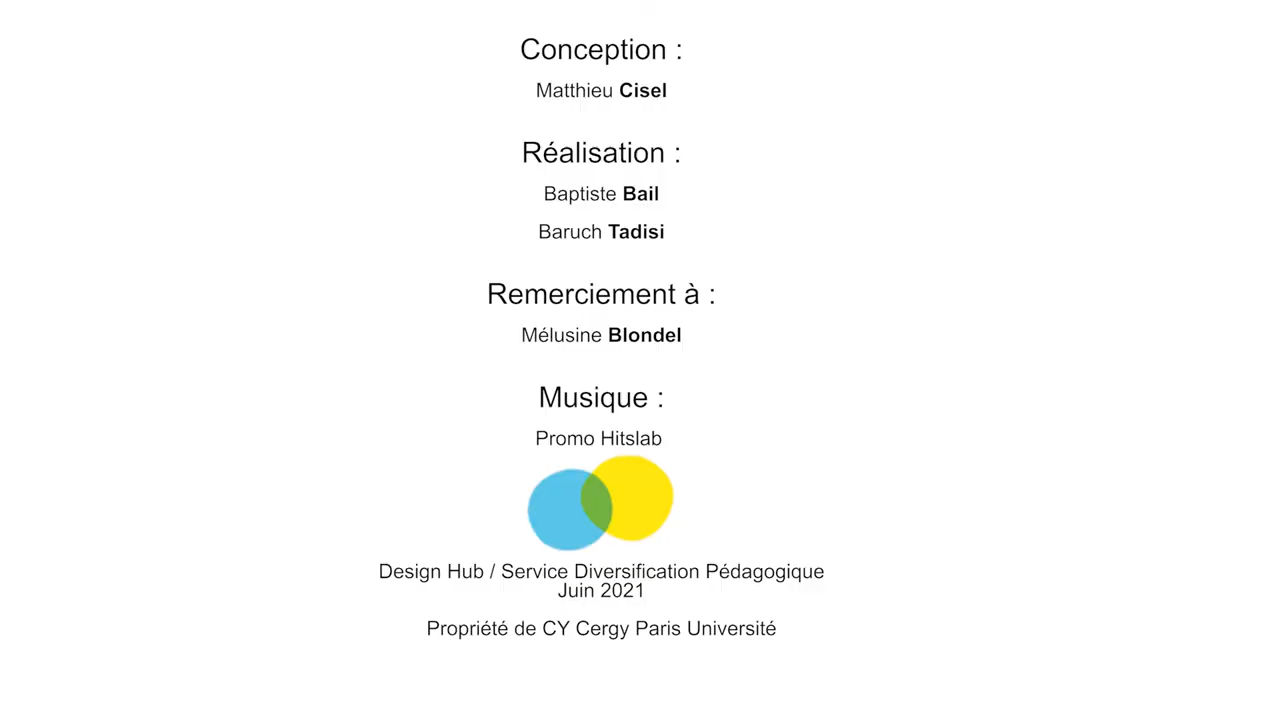 Conception :
Matthieu Cisel
Réalisation :
Baptiste Bail
Baruch Tadisi
Remerciement à :
Mélusine Blondel
Musique :
Promo Hitslab
Design Hub / Service Diversification Pédagogique
Juin 2021
Propriété de CY Cergy Paris Université